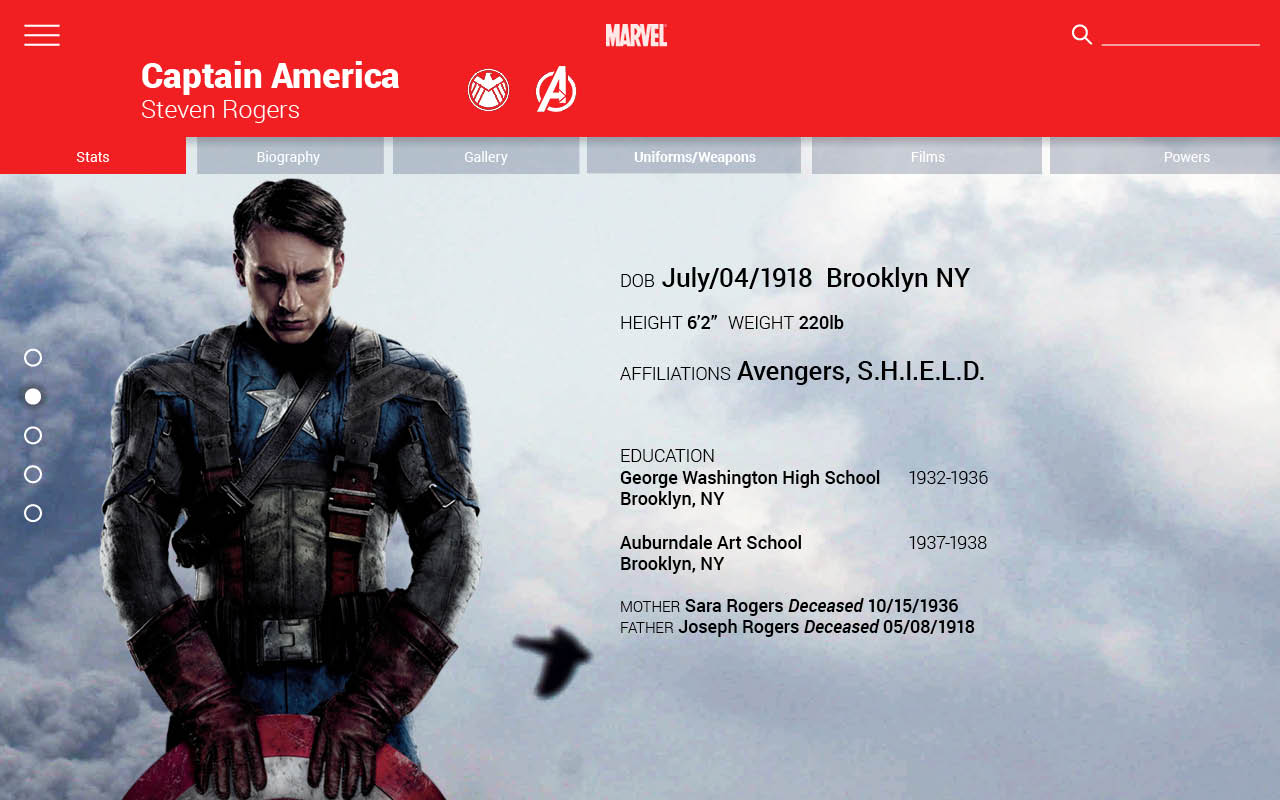 MARVEL
Captain America
Steven Rogers
Stats Biography Gallery Uniforms/Weapons Films Powers
DOB July/04/1918 Brooklyn NY
HEIGHT 6’2” WEIGHT 220lb
AFFILIATIONS Avengers, S.H.I.E.L.D.
EDUCATION
George Washington High School 1932-1936
Brooklyn, NY
Auburndale Art School 1937-1938
Brooklyn, NY
MOTHER Sara Rogers Deceased 10/15/1936
FATHER Joseph Rogers Deceased 05/08/1918